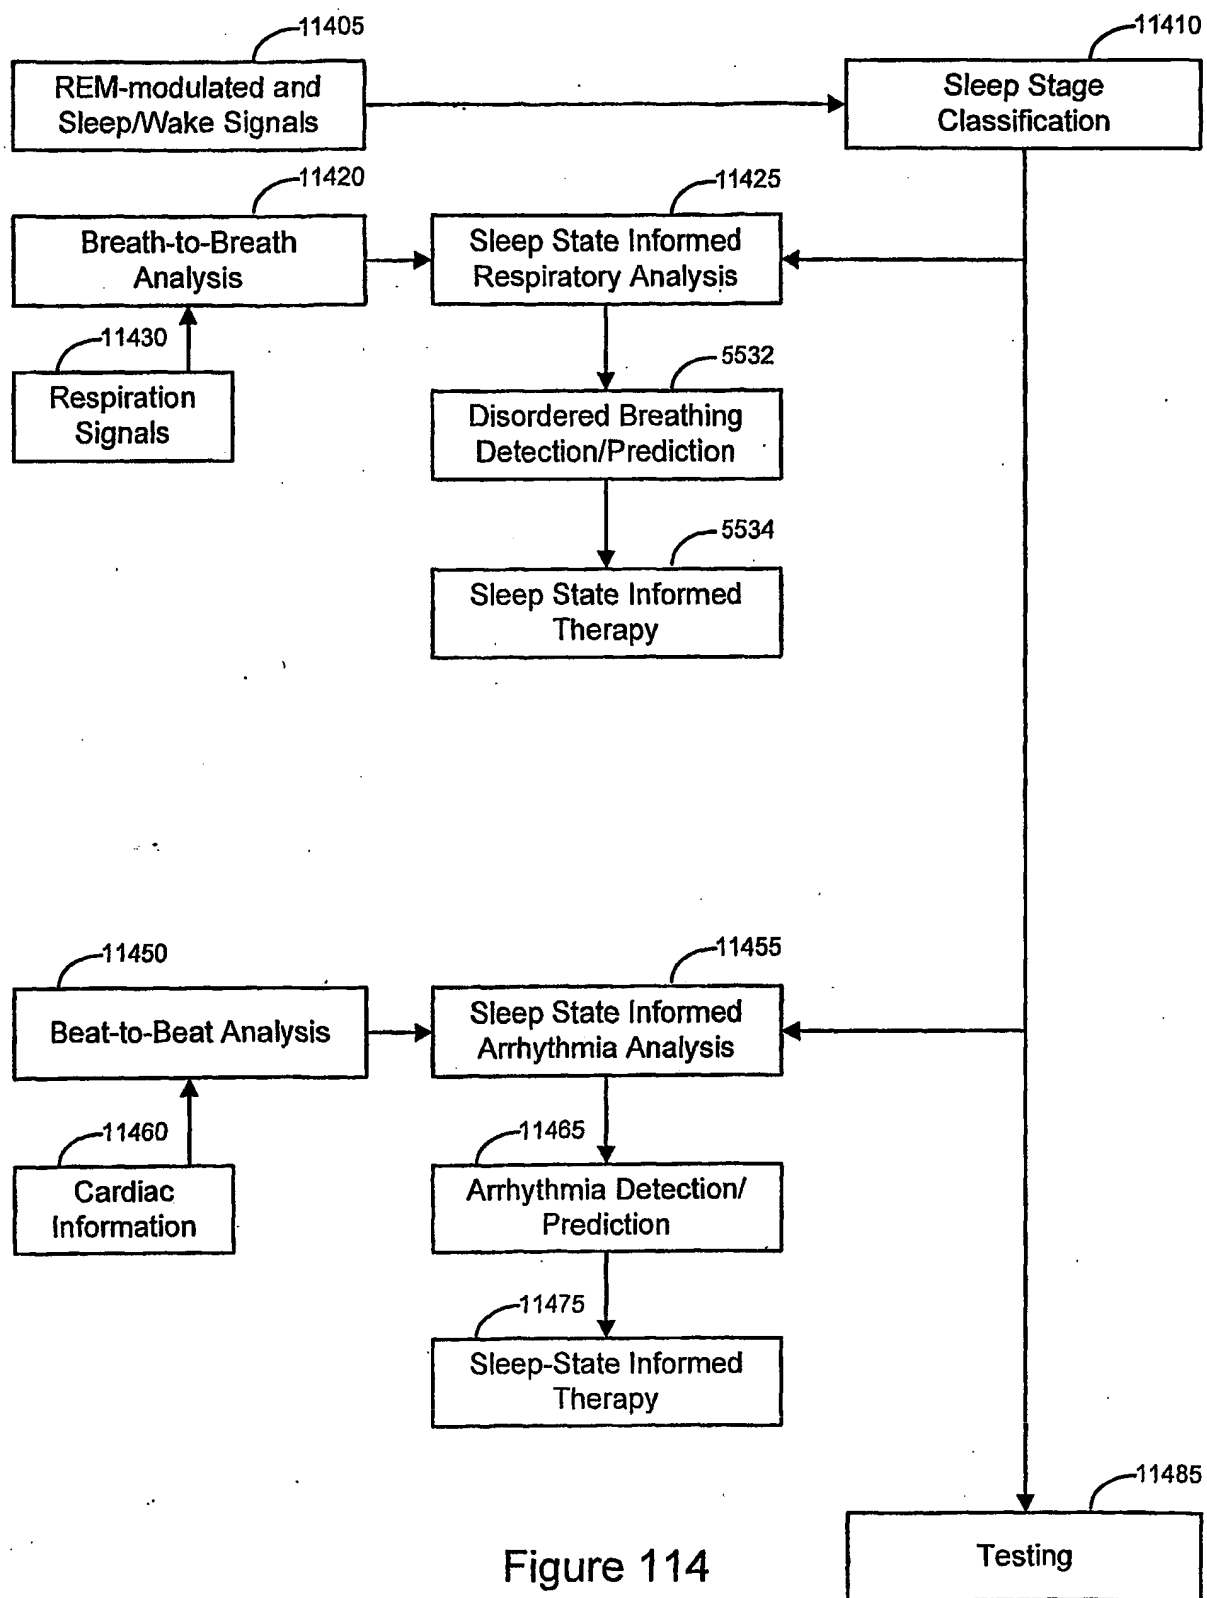 11405
REM-modulated and
Sleep/Wake Signals
11410
Sleep Stage
Classification
11420
Breath-to-Breath
Analysis
11425
Sleep State Informed
Respiratory Analysis
11430
Respiration
Signals
5532
Disordered Breathing
Detection/Prediction
5534
Sleep State Informed
Therapy
11450
Beat-to-Beat Analysis
11455
Sleep State Informed
Arrhythmia Analysis
11460
Cardiac
Information
11465
Arrhythmia Detection/
Prediction
11475
Sleep-State Informed
Therapy
11485
Testing
Figure 114